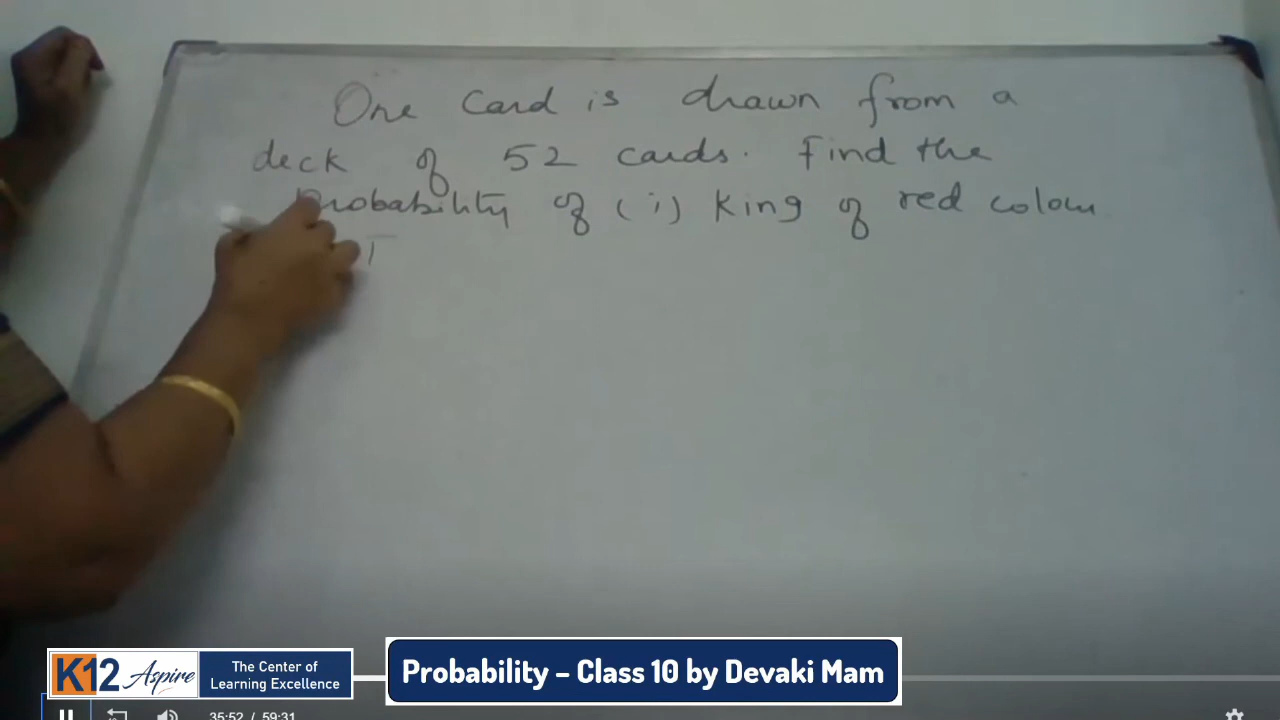 One card is drawn from a
deck of 52 cards. Find the
Probability of (i) king of red colour
K12 Aspire
The Center of
Learning Excellence
Probability – Class 10 by Devaki Mam
35:52 / 59:31